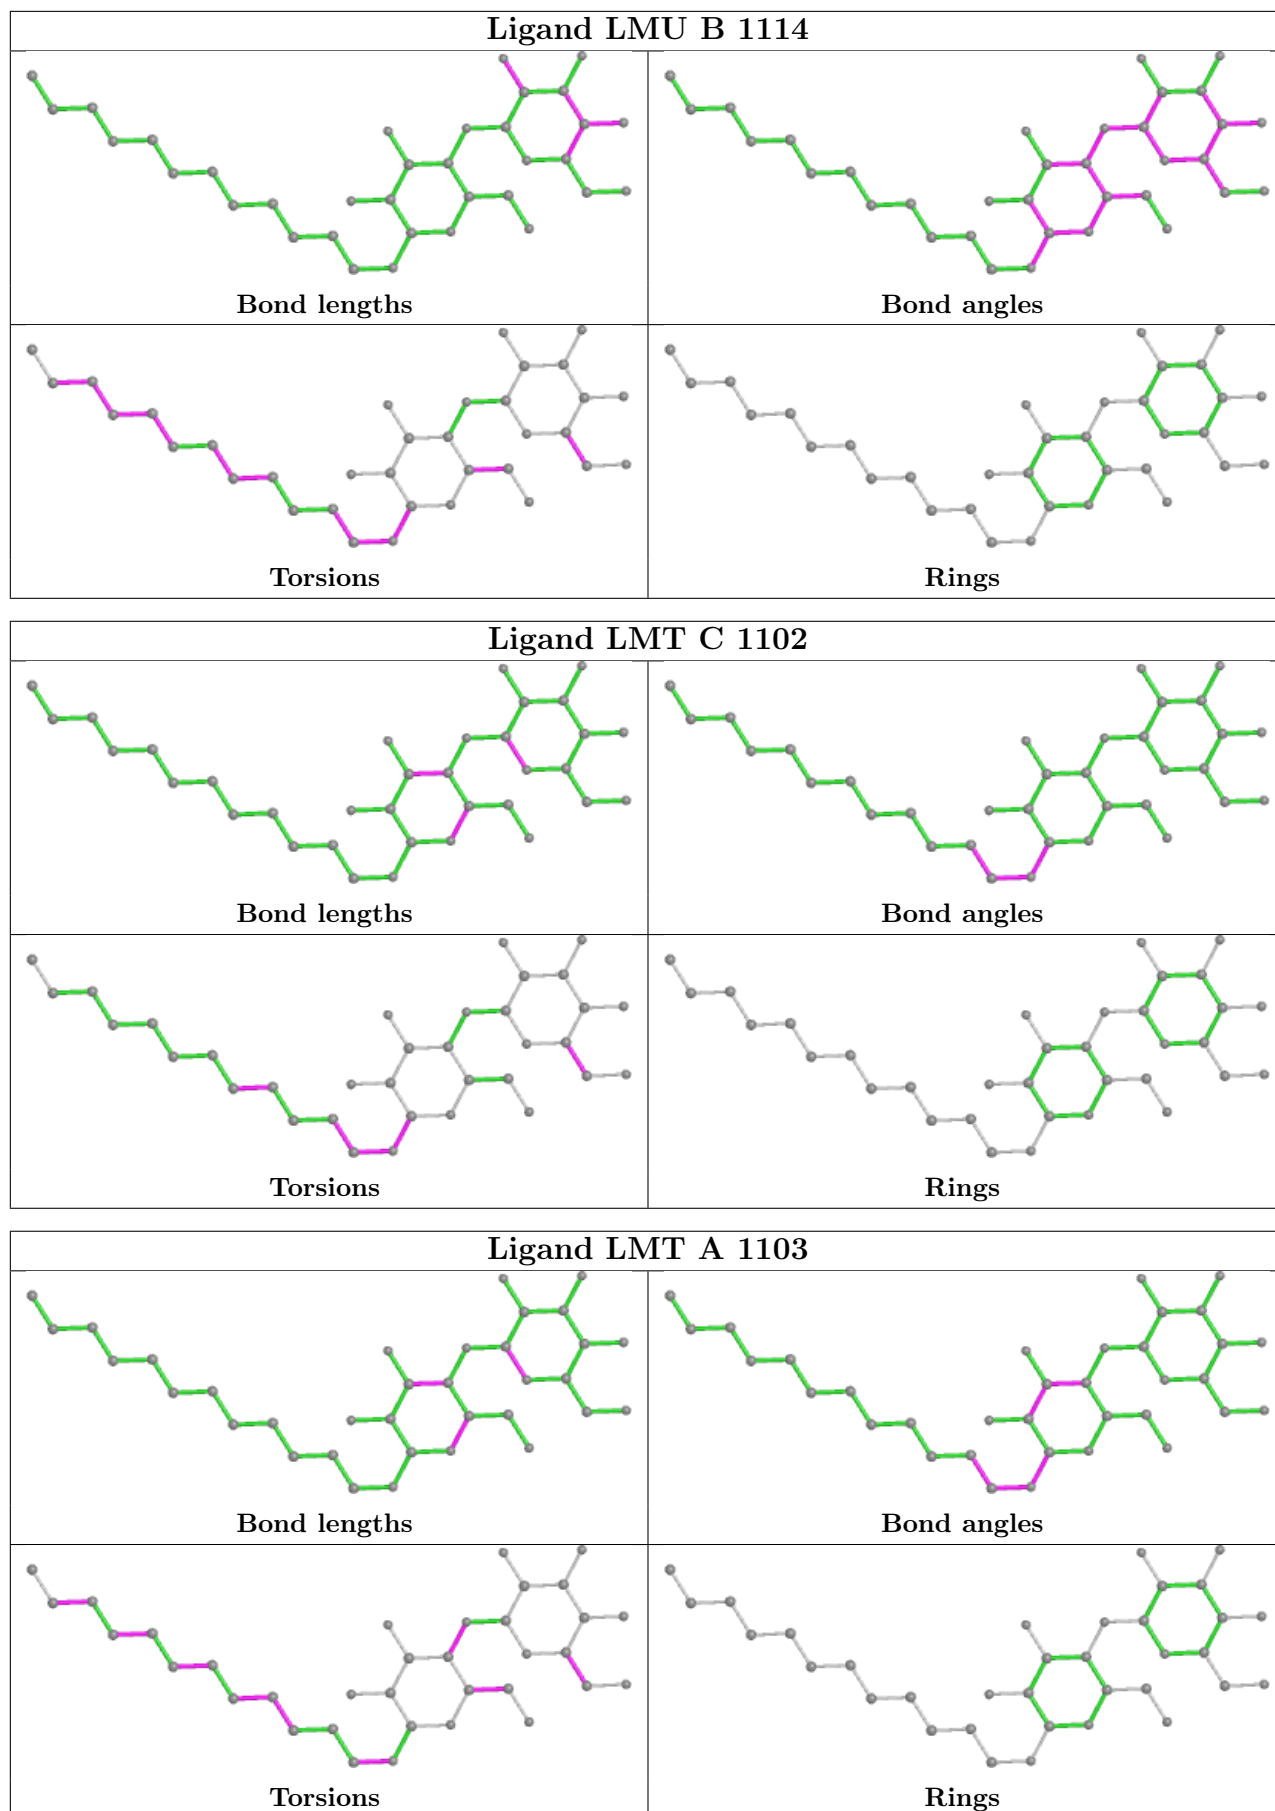 Ligand LMU B 1114
Bond lengths
Bond angles
Torsions
Rings
Ligand LMT C 1102
Bond lengths
Bond angles
Torsions
Rings
Ligand LMT A 1103
Bond lengths
Bond angles
Torsions
Rings